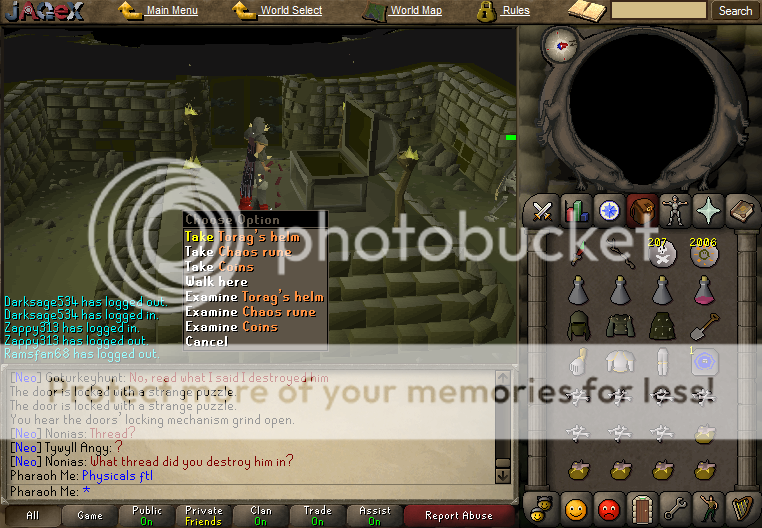 JAGeX Main Menu World Select World Map Rules Search
207 2006
Choose Option
Take Torag's helm
Take Chaos rune
Take Coins
Walk here
Examine Torag's helm
Examine Chaos rune
Examine Coins
Cancel
photobucket
Darksage534 has logged out.
Darksage534 has logged in.
Zappy313 has logged in.
Zappy313 has logged out.
Ramsfan68 has logged out.
1
more of your memories for less!
[Neo] Goturkeyhunt: No, read what I said I destroyed him
The door is locked with a strange puzzle.
The door is locked with a strange puzzle.
You hear the doors' locking mechanism grind open.
[Neo] Nonias: Thread?
[Neo] Tywyll Angy: ?
[Neo] Nonias: What thread did you destroy him in?
Pharaoh Me: Physicals ftl
Pharaoh Me: *
All Game Public On Private Friends Clan On Trade On Assist On Report Abuse